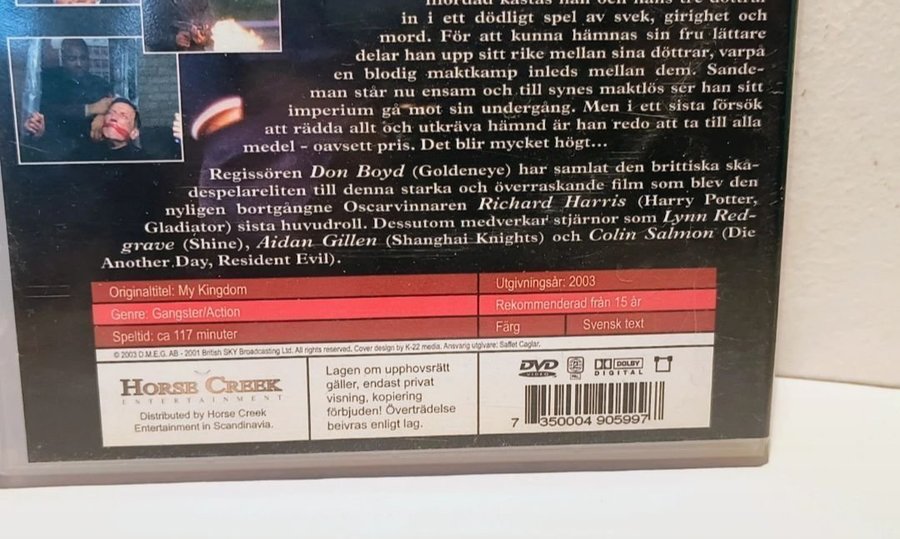 mordad kastas han och hans tre döttrar
in i ett dödligt spel av svek, girighet och
mord. För att kunna hämnas sin fru lättare
delar han upp sitt rike mellan sina döttrar, varpå
en blodig maktkamp inleds mellan dem. Sande-
man står nu ensam och till synes maktlös ser han sitt
imperium gå mot sin undergång. Men i ett sista försök
att rädda allt och utkräva hämnd är han redo att ta till alla
medel - oavsett pris. Det blir mycket högt...
Regissören Don Boyd (Goldeneye) har samlat den brittiska skå-
despelareliten till denna starka och överraskande film som blev den
nyligen bortgångne Oscarvinnaren Richard Harris (Harry Potter,
Gladiator) sista huvudroll. Dessutom medverkar stjärnor som Lynn Red-
grave (Shine), Aidan Gillen (Shanghai Knights) och Colin Salmon (Die
Another Day, Resident Evil).
Originaltitel: My Kingdom
Utgivningsår: 2003
Genre: Gangster/Action
Rekommenderad från 15 år
Speltid: ca 117 minuter
Färg
Svensk text
© 2003 D.M.E.G. AB - 2001 British SKY Broadcasting Ltd. All rights reserved. Cover design by K-22 media. Ansvarig utgivare: Saffet Caglar.
HORSE CREEK
ENTERTAINMENT
Distributed by Horse Creek
Entertainment in Scandinavia.
Lagen om upphovsrätt
gäller, endast privat
visning, kopiering
förbjuden! Överträdelse
beivras enligt lag.
DVD
VIDEO
DOLBY
DIGITAL
7 350004 905997